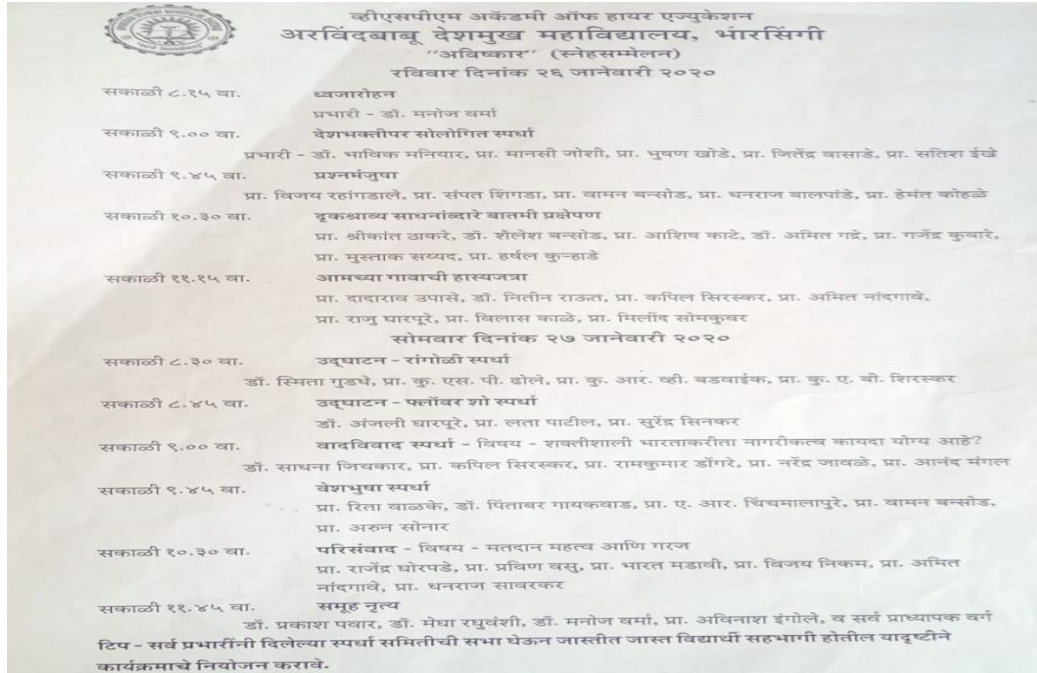 व्हीएसपीएम अकॅडमी ऑफ हायर एज्युकेशन
अरविंदबाबू देशमुख महाविद्यालय, भारसिंगी
"अविष्कार" (स्नेहसम्मेलन)
रविवार दिनांक २६ जानेवारी २०२०
सकाळी ८.१५ वा. ध्वजारोहन
प्रभारी - डॉ. मनोज वर्मा
सकाळी ९.०० वा. देशभक्तीपर सोलोगित स्पर्धा
प्रभारी - डॉ. भाविक मनियार, प्रा. मानसी जोशी, प्रा. भुषण खोडे, प्रा. जितेंद्र वासाडे, प्रा. सतिश ईखे
सकाळी ९.४५ वा. प्रश्नमंजुषा
प्रा. विजय रहांगडाले, प्रा. संपत शिंगडा, प्रा. वामन बन्सोड, प्रा. धनराज बालपांडे, प्रा. हेमंत कोहळे
सकाळी १०.३० वा. दृकश्राव्य साधनांव्दारे बातमी प्रक्षेपण
प्रा. श्रीकांत ठाकरे, डॉ. शैलेश बन्सोड, प्रा. आशिष काटे, डॉ. अमित गद्रे, प्रा. गजेंद्र कुवारे,
प्रा. मुस्ताक सय्यद, प्रा. हर्षल कुऱ्हाडे
सकाळी ११.१५ वा. आमच्या गावाची हास्यजत्रा
प्रा. दादाराव उपासे, डॉ. नितीन राऊत, प्रा. कपिल सिरस्कर, प्रा. अमित नांदगावे,
प्रा. राजु घारपूरे, प्रा. विलास काळे, प्रा. मिलींद सोमकुवर
सोमवार दिनांक २७ जानेवारी २०२०
सकाळी ८.३० वा. उद्घाटन - रांगोळी स्पर्धा
डॉ. स्मिता गुडधे, प्रा. कु. एस. पी. ढोले, प्रा. कु. आर. व्ही. बडवाईक, प्रा. कु. ए. बी. शिरस्कर
सकाळी ८.४५ वा. उद्घाटन - फ्लॉवर शो स्पर्धा
डॉ. अंजली घारपूरे, प्रा. लता पाटील, प्रा. सुरेंद्र सिनकर
सकाळी ९.०० वा. वादविवाद स्पर्धा - विषय - शक्तीशाली भारताकरीता नागरीकत्व कायदा योग्य आहे?
डॉ. साधना जिचकार, प्रा. कपिल सिरस्कर, प्रा. रामकुमार डोंगरे, प्रा. नरेंद्र जावळे, प्रा. आनंद मंगल
सकाळी ९.४५ वा. वेशभुषा स्पर्धा
प्रा. रिता वाळके, डॉ. पिंताबर गायकवाड, प्रा. ए. आर. चिंचमालापुरे, प्रा. वामन बन्सोड,
प्रा. अरुन सोनार
सकाळी १०.३० वा. परिसंवाद - विषय - मतदान महत्व आणि गरज
प्रा. राजेंद्र घोरपडे, प्रा. प्रविण वसु, प्रा. भारत मडावी, प्रा. विजय निकम, प्रा. अमित
नांदगावे, प्रा. धनराज सावरकर
सकाळी ११.४५ वा. समूह नृत्य
डॉ. प्रकाश पवार, डॉ. मेघा रघुवंशी, डॉ. मनोज वर्मा, प्रा. अविनाश इंगोले, व सर्व प्राध्यापक वर्ग
टिप - सर्व प्रभारींनी दिलेल्या स्पर्धा समितीची सभा घेऊन जास्तीत जास्त विद्यार्थी सहभागी होतील यादृष्टीने
कार्यक्रमाचे नियोजन करावे.